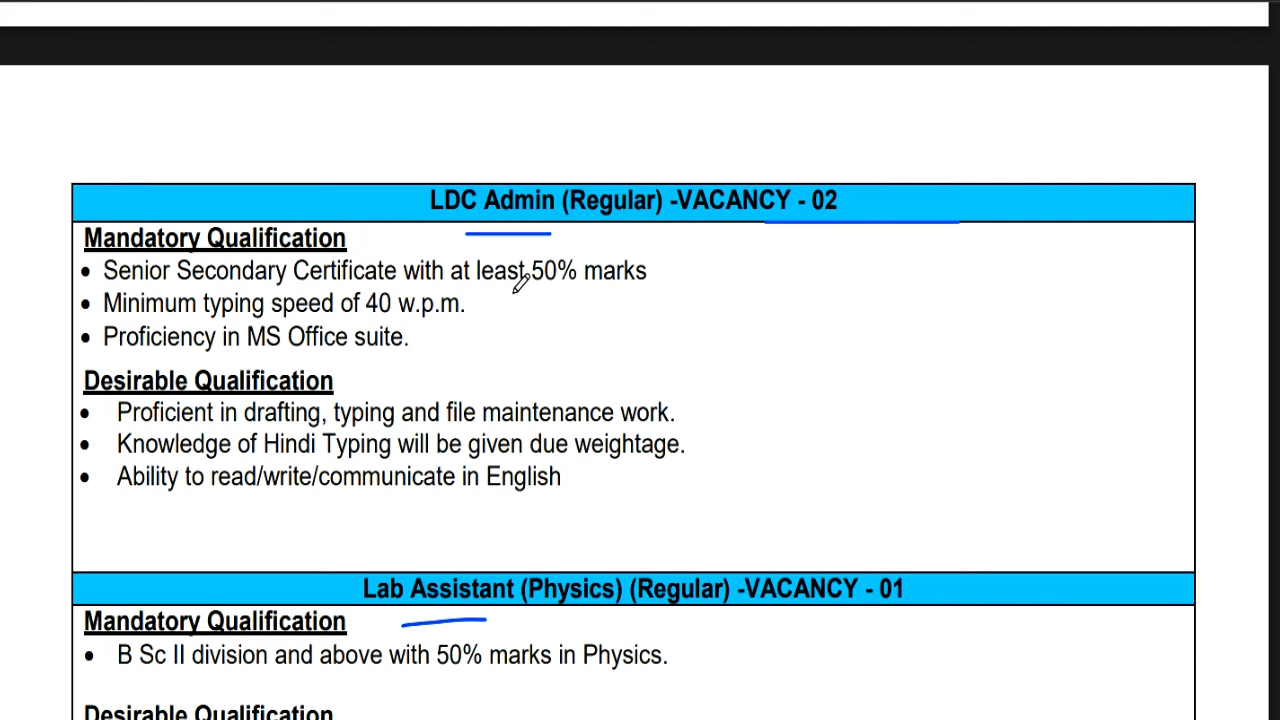 LDC Admin (Regular) -VACANCY - 02
Mandatory Qualification
• Senior Secondary Certificate with at least 50% marks
• Minimum typing speed of 40 w.p.m.
• Proficiency in MS Office suite.
Desirable Qualification
• Proficient in drafting, typing and file maintenance work.
• Knowledge of Hindi Typing will be given due weightage.
• Ability to read/write/communicate in English
Lab Assistant (Physics) (Regular) -VACANCY - 01
Mandatory Qualification
• B Sc II division and above with 50% marks in Physics.
Desirable Qualification